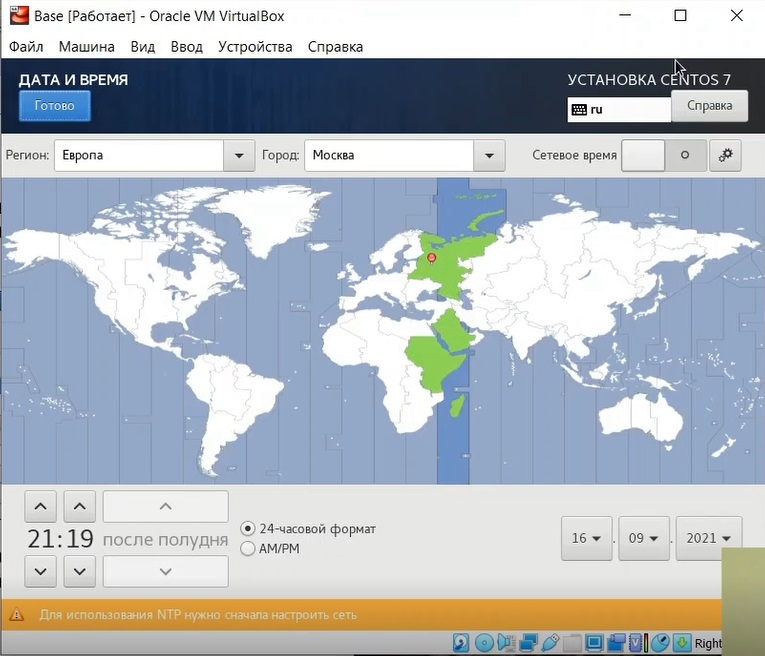 Base [Работает] - Oracle VM VirtualBox
Файл Машина Вид Ввод Устройства Справка
ДАТА И ВРЕМЯ
УСТАНОВКА CENTOS 7
Готово
ru
Справка
Регион: Европа Город: Москва Сетевое время
21:19 после полудня
24-часовой формат
AM/PM
16 . 09 . 2021
Для использования NTP нужно сначала настроить сеть
Right